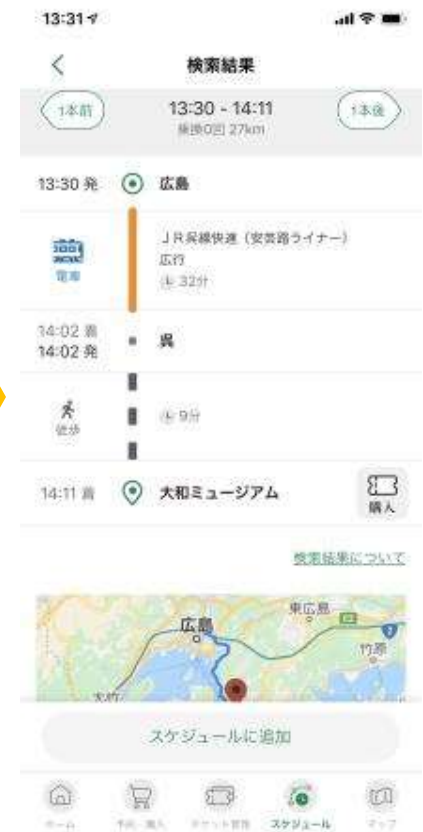 13:31
検索結果
1本前
13:30 - 14:11
1本後
乗換0回 27km
13:30 発
広島
JR呉線快速（安芸路ライナー）
広行
電車
32分
14:02 着
14:02 発
呉
9分
徒歩
14:11 着
大和ミュージアム
購入
検索結果について
東広島
広島
2
竹原
大竹
スケジュールに追加
ホーム
予約・購入
チケット管理
スケジュール
マップ